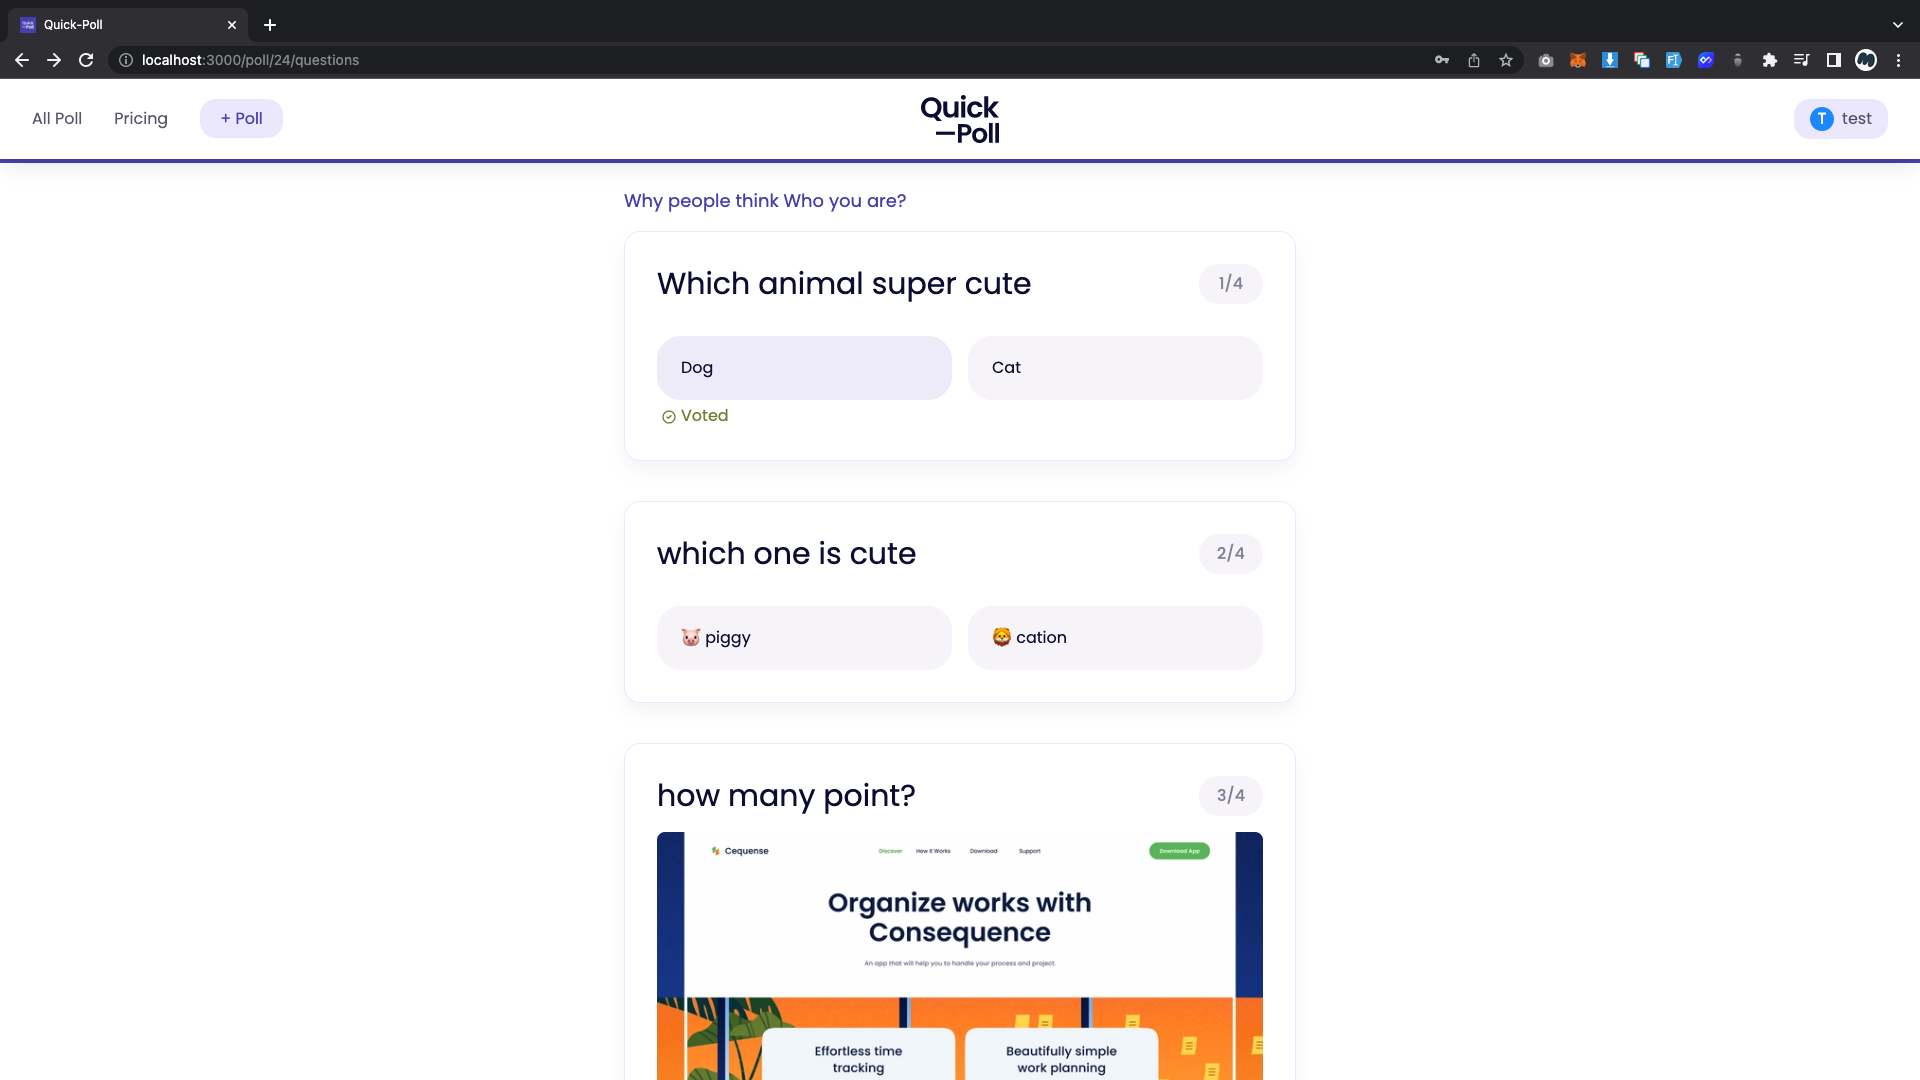 Quick-Poll
localhost:3000/poll/24/questions
All Poll
Pricing
+ Poll
Quick
—Poll
T test
Why people think Who you are?
Which animal super cute
1/4
Dog
Cat
Voted
which one is cute
2/4
🐷 piggy
🦁 cation
how many point?
3/4
Cequense
Discover
How It Works
Download
Support
Download App
Organize works with
Consequence
An app that will help you to handle your process and project.
Effortless time
tracking
Beautifully simple
work planning